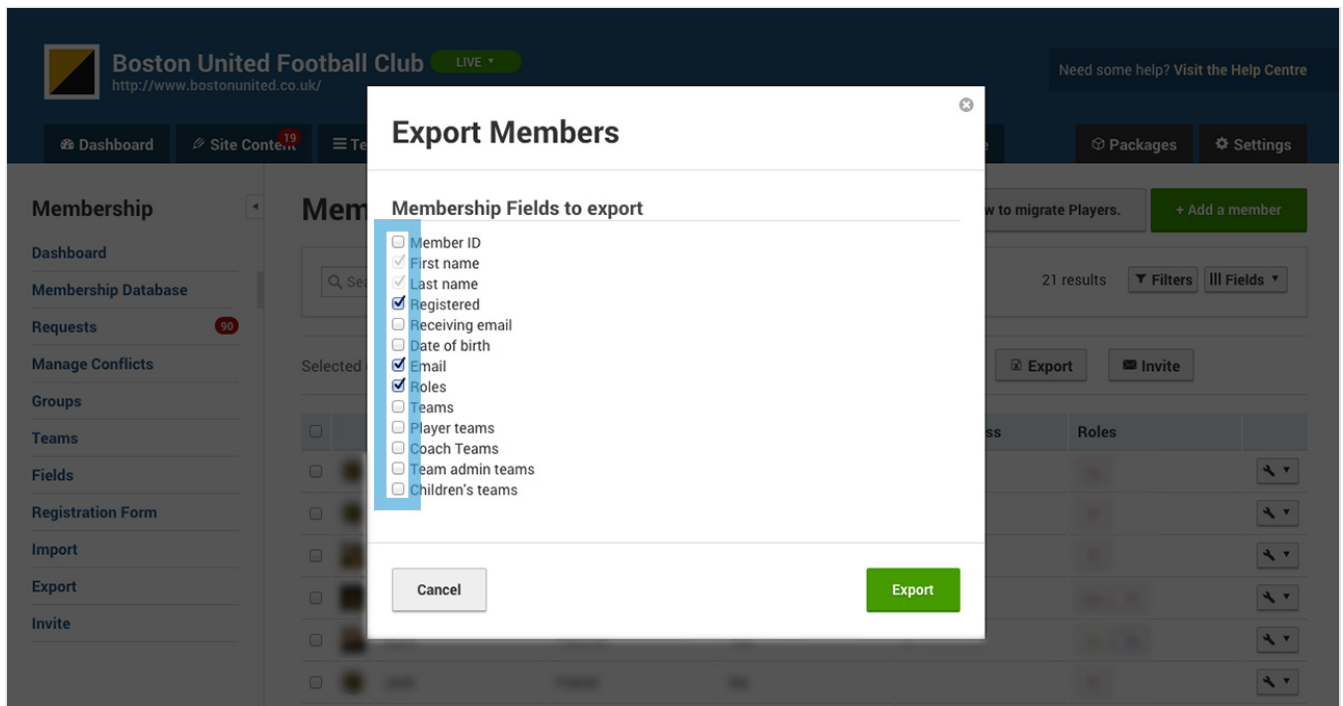 Boston United Football Club LIVE
http://www.bostonunited.co.uk/
Need some help? Visit the Help Centre
Dashboard Site Content 19 Packages Settings
Membership
Dashboard
Membership Database
Requests 90
Manage Conflicts
Groups
Teams
Fields
Registration Form
Import
Export
Invite
to migrate Players. + Add a member
21 results Filters Fields
Selected Export Invite
Roles
Export Members
Membership Fields to export
Member ID
First name
Last name
Registered
Receiving email
Date of birth
Email
Roles
Teams
Player teams
Coach Teams
Team admin teams
Children's teams
Cancel Export